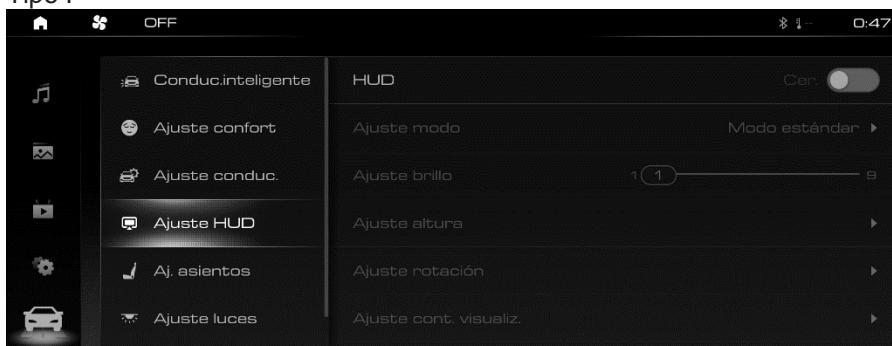 OFF 0:47
Conduc.inteligente
Ajuste confort
Ajuste conduc.
Ajuste HUD
Aj. asientos
Ajuste luces
HUD Cer.
Ajuste modo Modo estándar
Ajuste brillo 1 1 9
Ajuste altura
Ajuste rotación
Ajuste cont. visualiz.